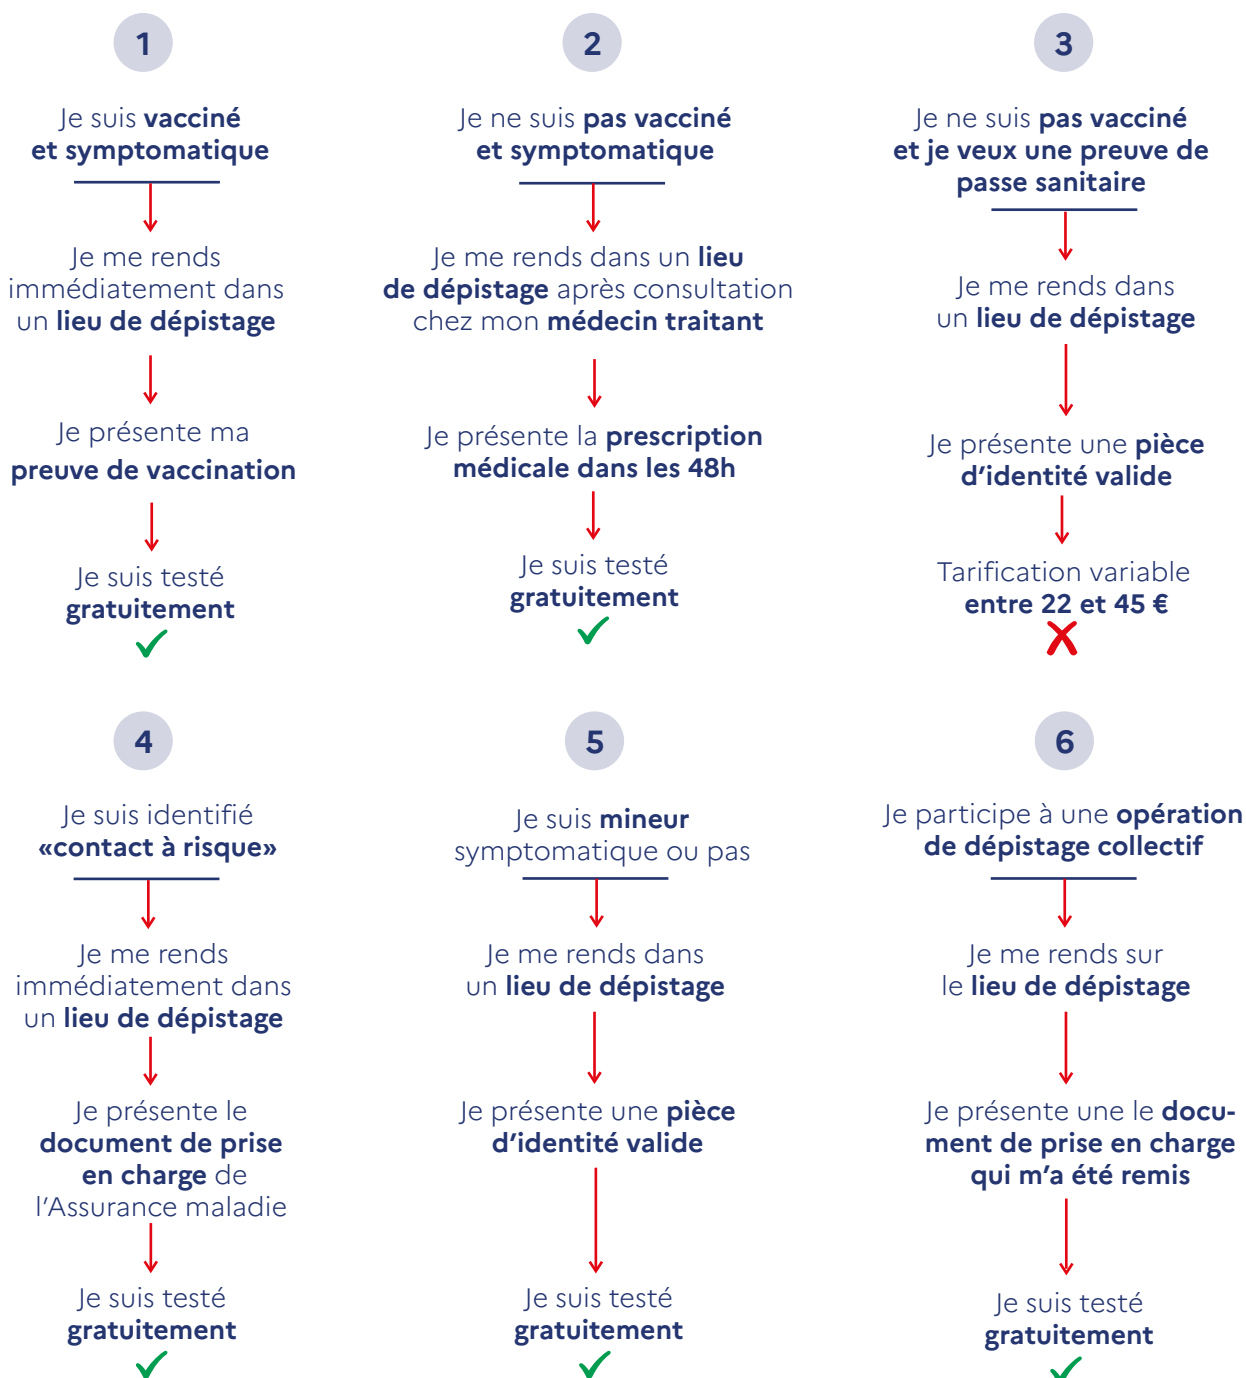 1
Je suis vacciné
et symptomatique
Je me rends
immédiatement dans
un lieu de dépistage
Je présente ma
preuve de vaccination
Je suis testé
gratuitement
2
Je ne suis pas vacciné
et symptomatique
Je me rends dans un lieu
de dépistage après consultation
chez mon médecin traitant
Je présente la prescription
médicale dans les 48h
Je suis testé
gratuitement
3
Je ne suis pas vacciné
et je veux une preuve de
passe sanitaire
Je me rends dans
un lieu de dépistage
Je présente une pièce
d'identité valide
Tarification variable
entre 22 et 45 €
4
Je suis identifié
«contact à risque»
Je me rends
immédiatement dans
un lieu de dépistage
Je présente le
document de prise
en charge de
l'Assurance maladie
Je suis testé
gratuitement
5
Je suis mineur
symptomatique ou pas
Je me rends dans
un lieu de dépistage
Je présente une pièce
d'identité valide
Je suis testé
gratuitement
6
Je participe à une opération
de dépistage collectif
Je me rends sur
le lieu de dépistage
Je présente une le docu-
ment de prise en charge
qui m'a été remis
Je suis testé
gratuitement